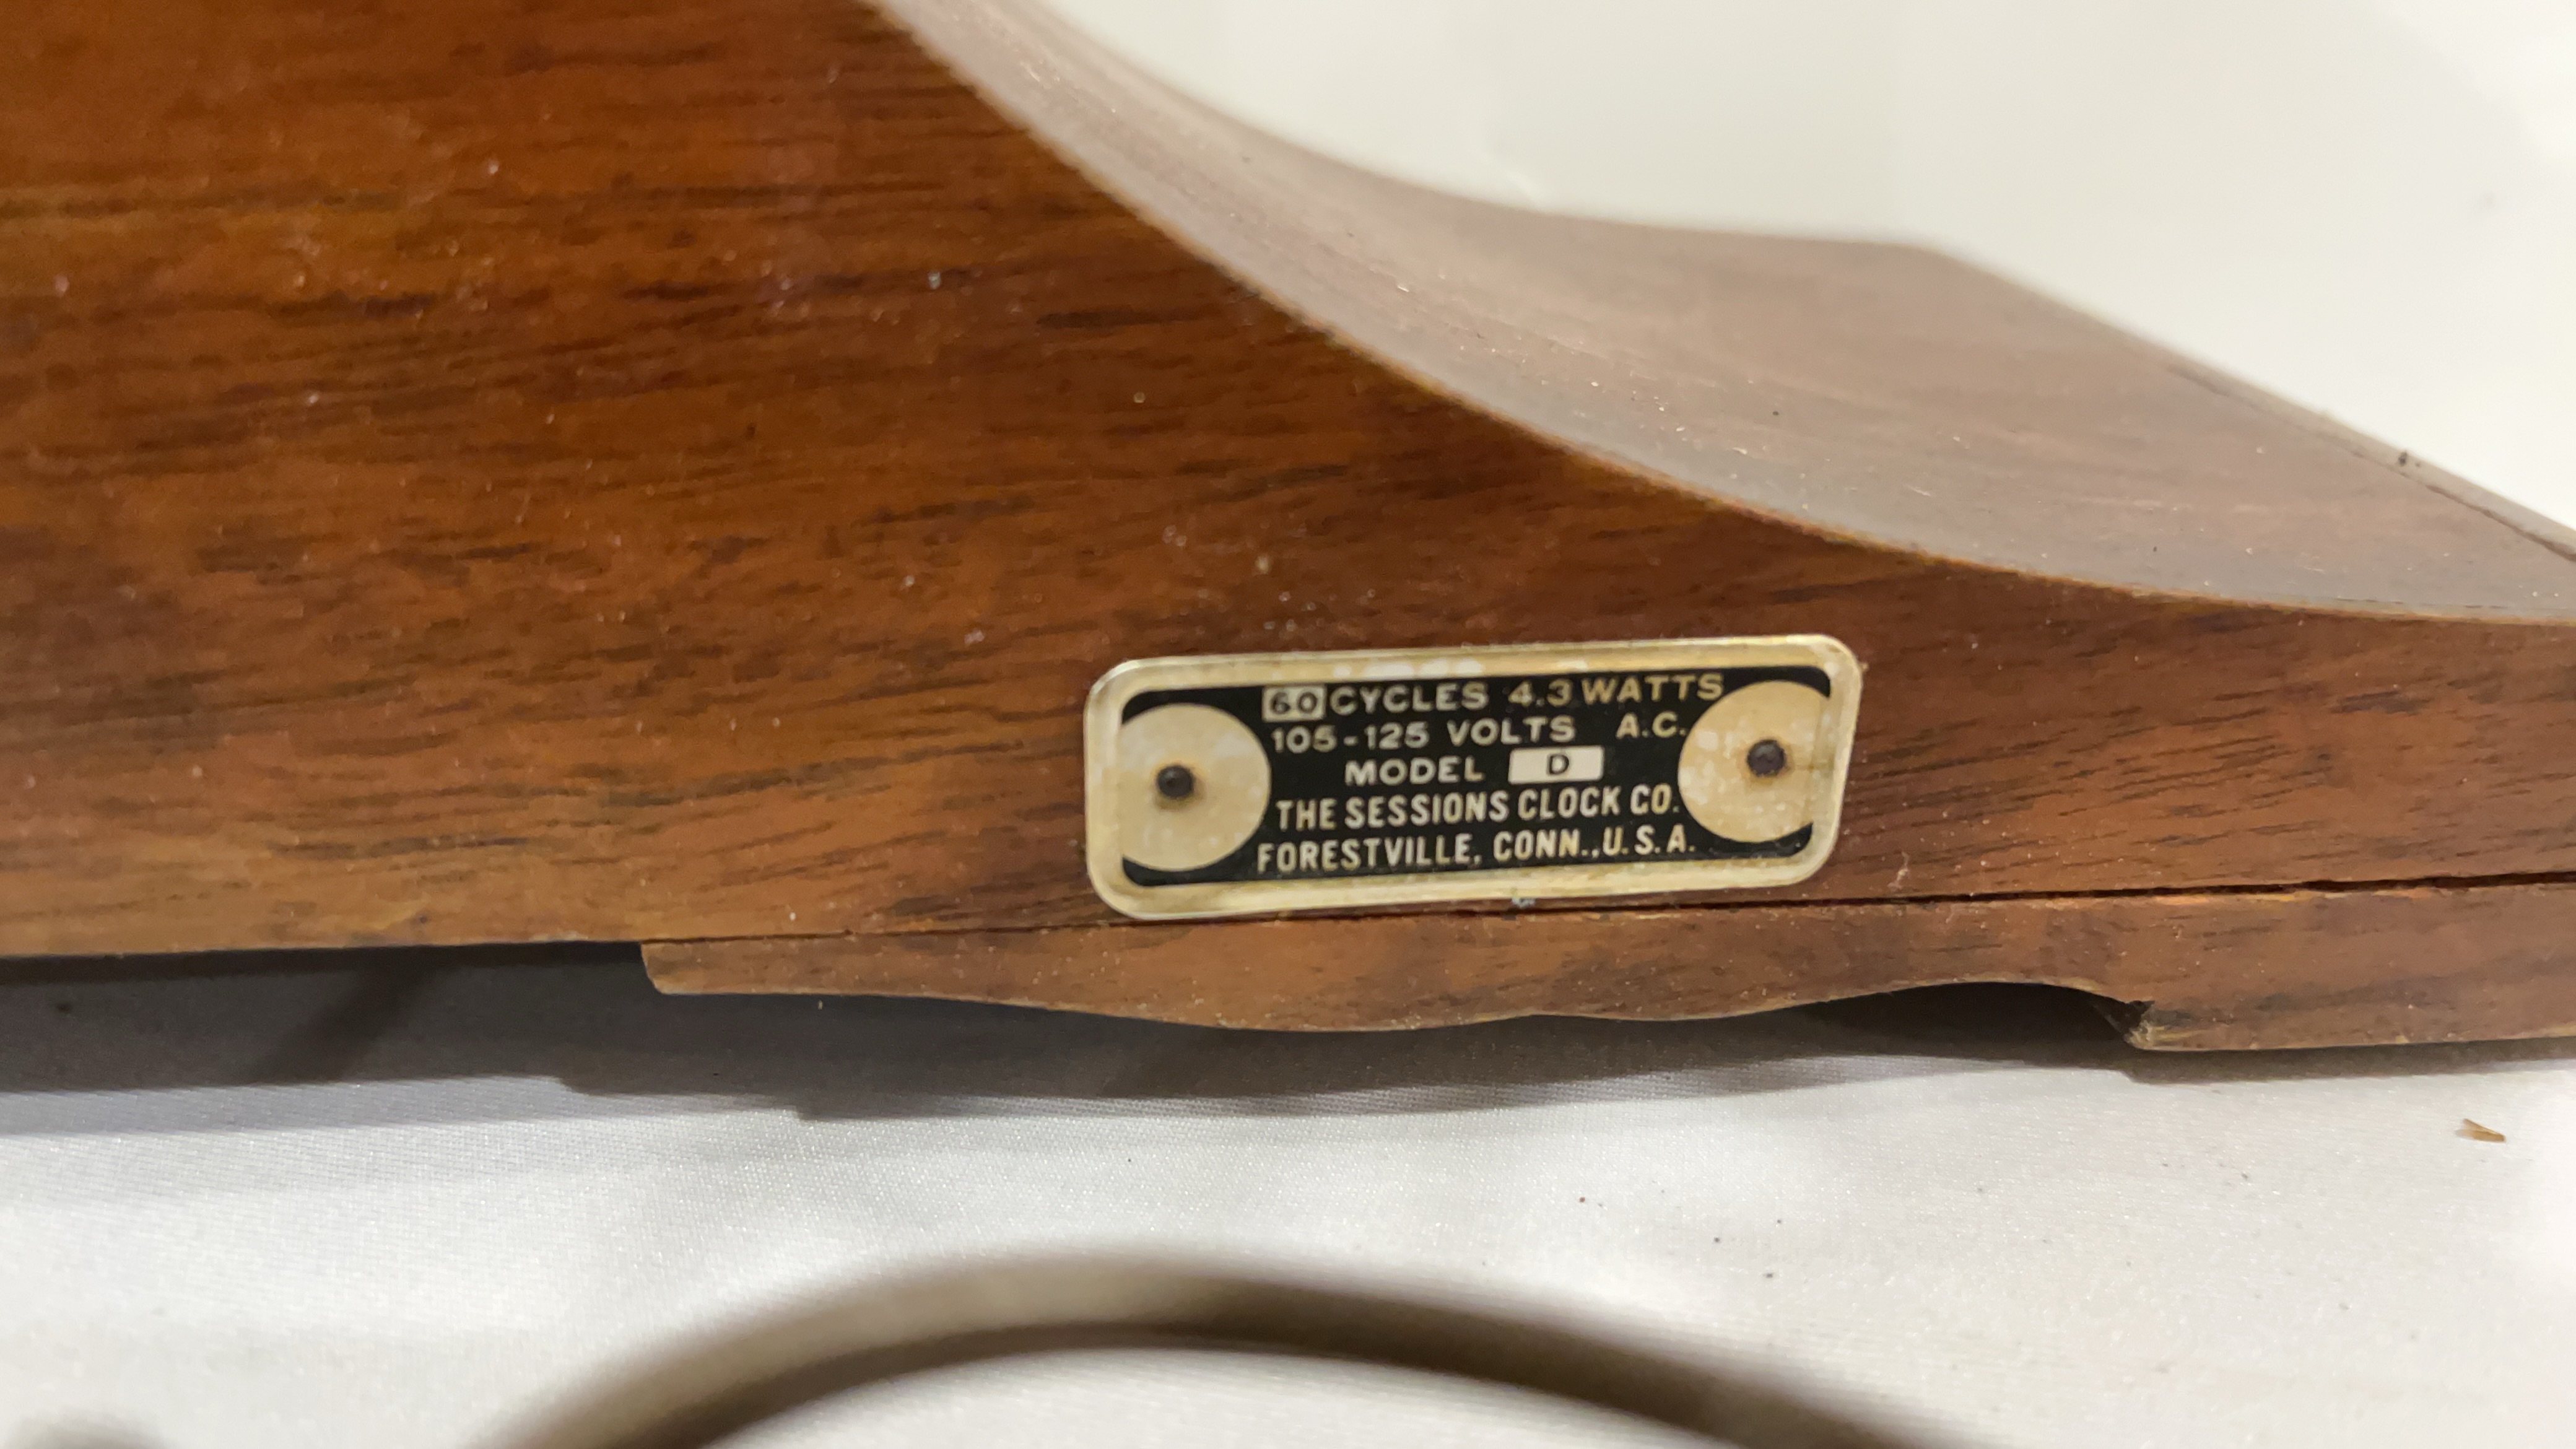 60 CYCLES 4.3 WATTS
105-125 VOLTS A.C.
MODEL D
THE SESSIONS CLOCK CO.
FORESTVILLE, CONN.,U.S.A.